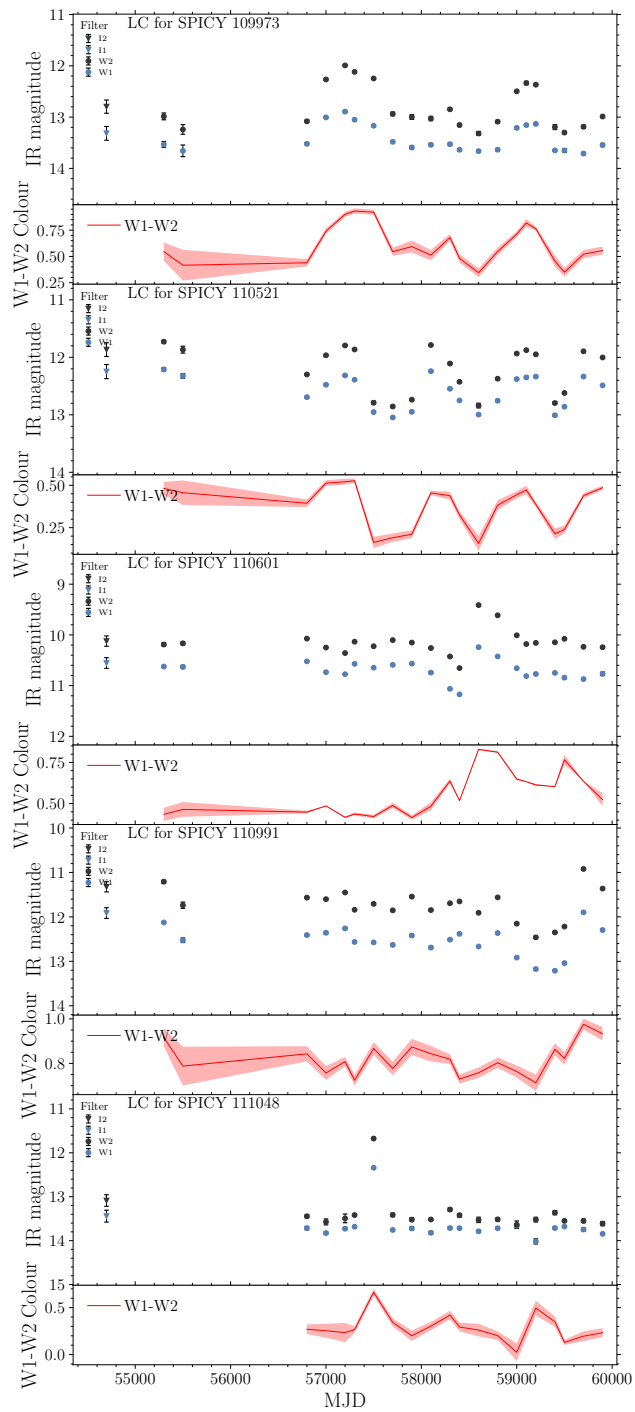 LC for SPICY 109973
Filter
I2
I1
W2
W1
11
12
13
14
IR magnitude
W1-W2
0.75
0.50
0.25
W1-W2 Colour
LC for SPICY 110521
Filter
I2
I1
W2
W1
11
12
13
14
IR magnitude
W1-W2
0.50
0.25
W1-W2 Colour
LC for SPICY 110601
Filter
I2
I1
W2
W1
9
10
11
12
IR magnitude
W1-W2
0.75
0.50
W1-W2 Colour
LC for SPICY 110991
Filter
I2
I1
W2
W1
10
11
12
13
14
IR magnitude
W1-W2
1.0
0.8
W1-W2 Colour
LC for SPICY 111048
Filter
I2
I1
W2
W1
11
12
13
14
15
IR magnitude
W1-W2
0.5
0.0
W1-W2 Colour
55000 56000 57000 58000 59000 60000
MJD